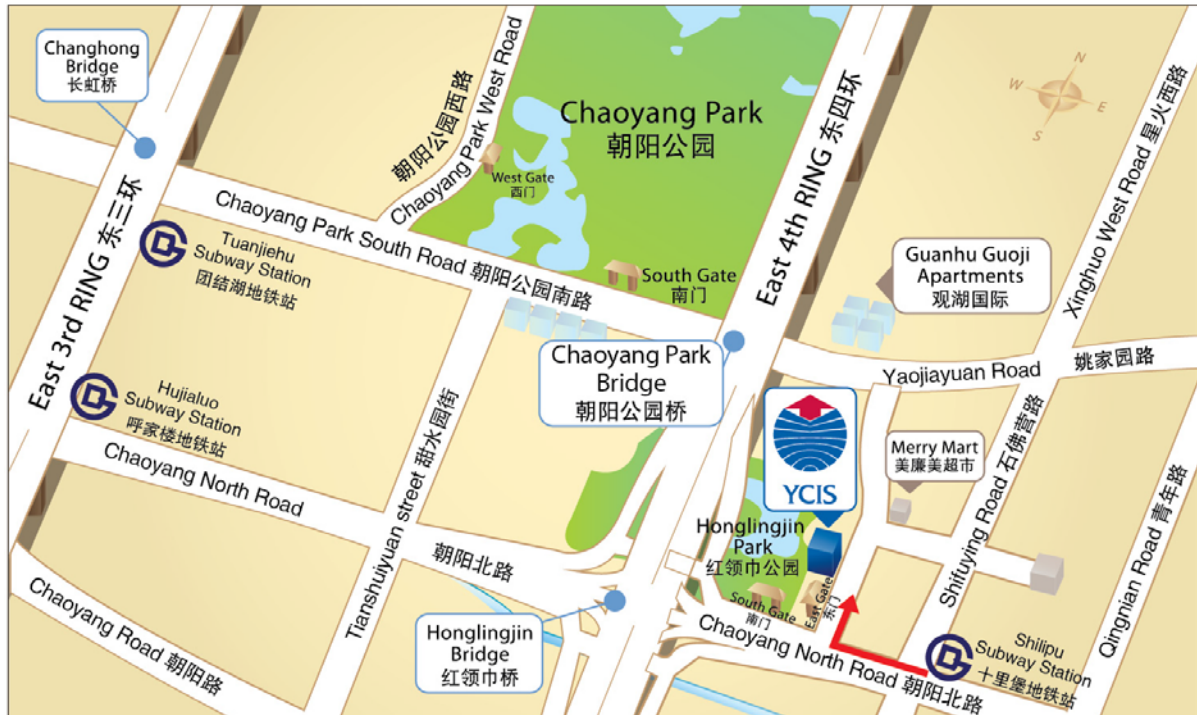 Changhong
Bridge
长虹桥
East 3rd RING 东三环
朝阳公园西路
Chaoyang Park West Road
Chaoyang Park
朝阳公园
West Gate
西门
East 4th RING 东四环
N
W
E
S
Xinghuo West Road 星火西路
Chaoyang Park South Road 朝阳公园南路
South Gate
南门
Guanhu Guoji
Apartments
观湖国际
Tuanjiehu
Subway Station
团结湖地铁站
Chaoyang Park
Bridge
朝阳公园桥
Yaojiayuan Road
姚家园路
Hujialuo
Subway Station
呼家楼地铁站
YCIS
Merry Mart
美廉美超市
Chaoyang North Road
朝阳北路
Tianshuiyuan street 甜水园街
Honglingjin
Park
红领巾公园
Shifuying Road 石佛营路
Qingnian Road 青年路
South Gate
南门
East Gate
东门
Chaoyang Road 朝阳路
Honglingjin
Bridge
红领巾桥
Chaoyang North Road 朝阳北路
Shilipu
Subway Station
十里堡地铁站